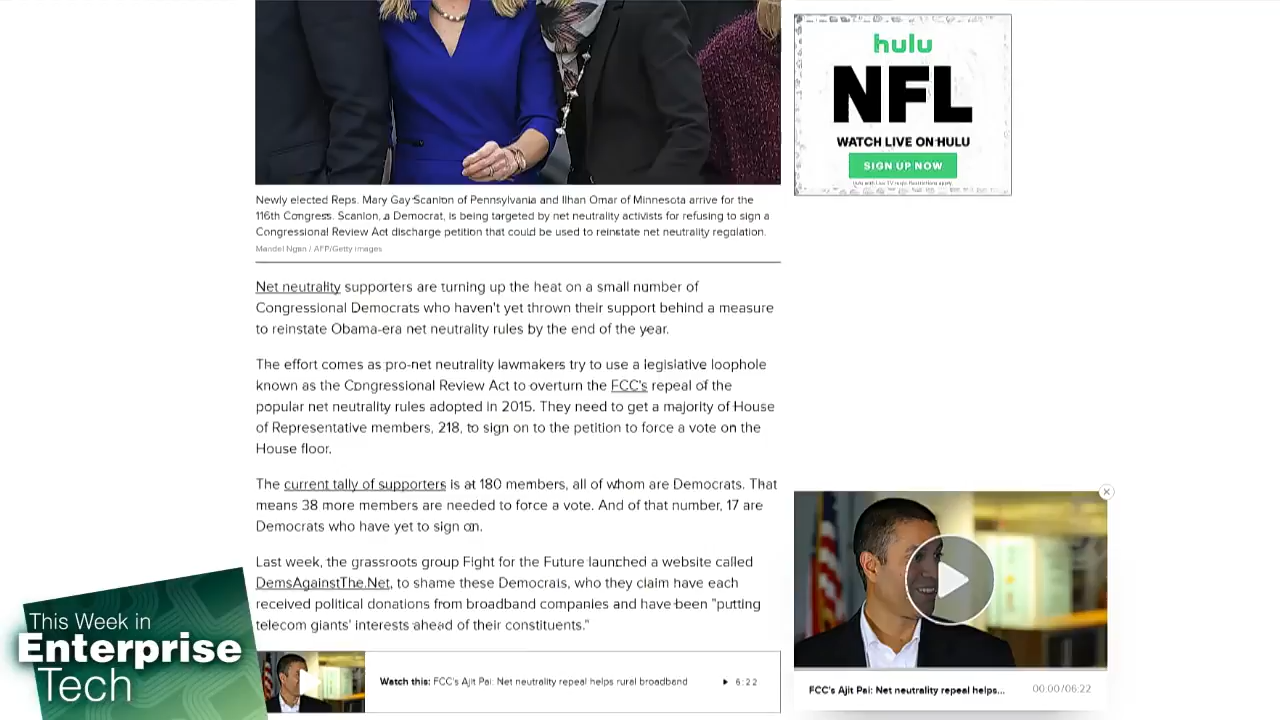 hulu
NFL
WATCH LIVE ON HULU
SIGN UP NOW
Newly elected Reps. Mary Gay Scanlon of Pennsylvania and Ilhan Omar of Minnesota arrive for the
116th Congress. Scanlon, a Democrat, is being targeted by net neutrality activists for refusing to sign a
Congressional Review Act discharge petition that could be used to reinstate net neutrality regulation.
Mandel Ngan / AFP/Getty Images
Net neutrality supporters are turning up the heat on a small number of
Congressional Democrats who haven't yet thrown their support behind a measure
to reinstate Obama-era net neutrality rules by the end of the year.
The effort comes as pro-net neutrality lawmakers try to use a legislative loophole
known as the Congressional Review Act to overturn the FCC's repeal of the
popular net neutrality rules adopted in 2015. They need to get a majority of House
of Representative members, 218, to sign on to the petition to force a vote on the
House floor.
The current tally of supporters is at 180 members, all of whom are Democrats. That
means 38 more members are needed to force a vote. And of that number, 17 are
Democrats who have yet to sign on.
Last week, the grassroots group Fight for the Future launched a website called
DemsAgainstThe.Net, to shame these Democrats, who they claim have each
received political donations from broadband companies and have been "putting
telecom giants' interests ahead of their constituents."
Watch this: FCC's Ajit Pai: Net neutrality repeal helps rural broadband
6:22
FCC's Ajit Pai: Net neutrality repeal helps...
00:00/06:22
This Week in
Enterprise
Tech